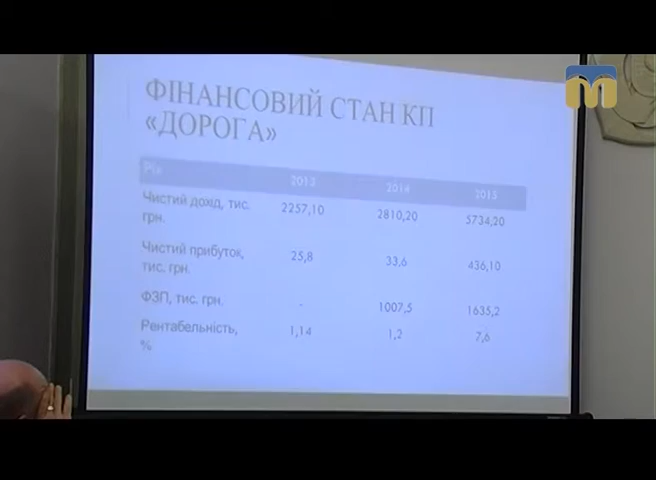 ФІНАНСОВИЙ СТАН КП
«ДОРОГА»
Рік 2013 2014 2015
Чистий дохід, тис. грн. 2257,10 2810,20 5734,20
Чистий прибуток, тис. грн. 25,8 33,6 436,10
ФЗП, тис. грн. - 1007,5 1635,2
Рентабельність, % 1,14 1,2 7,6
M